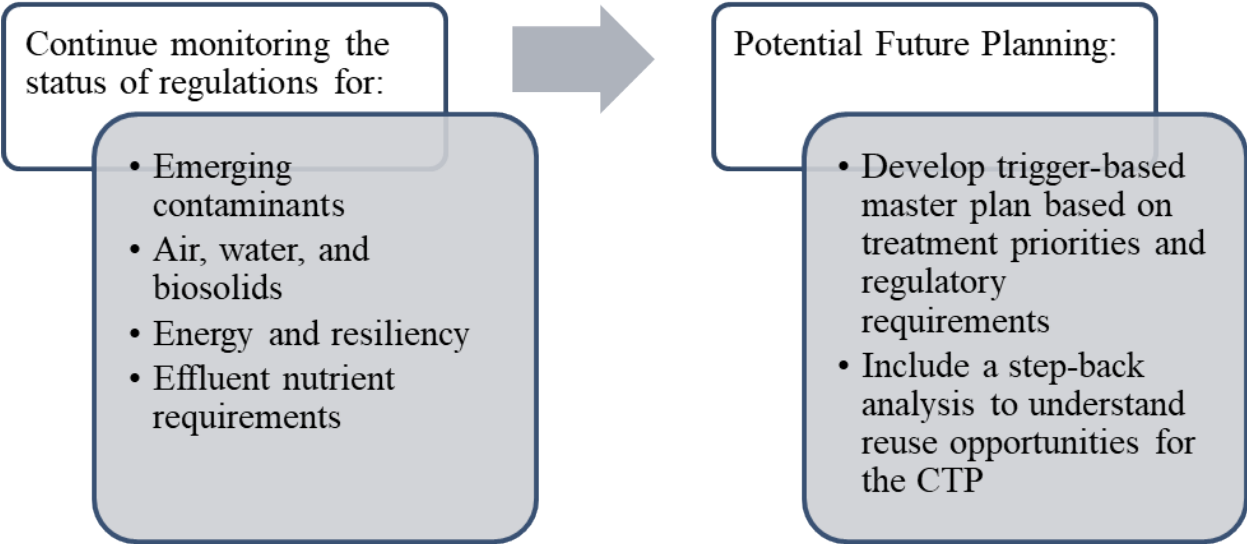 Continue monitoring the
status of regulations for:
• Emerging
contaminants
• Air, water, and
biosolids
• Energy and resiliency
• Effluent nutrient
requirements
Potential Future Planning:
• Develop trigger-based
master plan based on
treatment priorities and
regulatory
requirements
• Include a step-back
analysis to understand
reuse opportunities for
the CTP